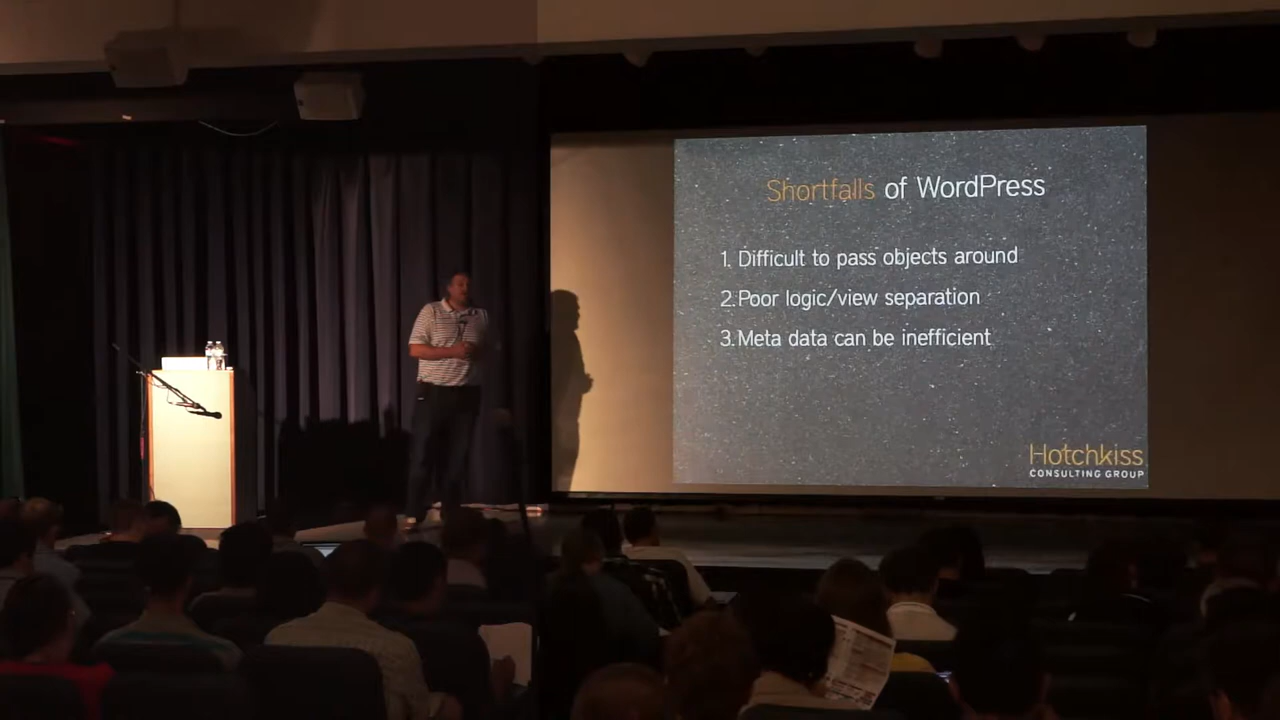 Shortfalls of WordPress
1. Difficult to pass objects around
2. Poor logic/view separation
3. Meta data can be inefficient
Hotchkiss
CONSULTING GROUP